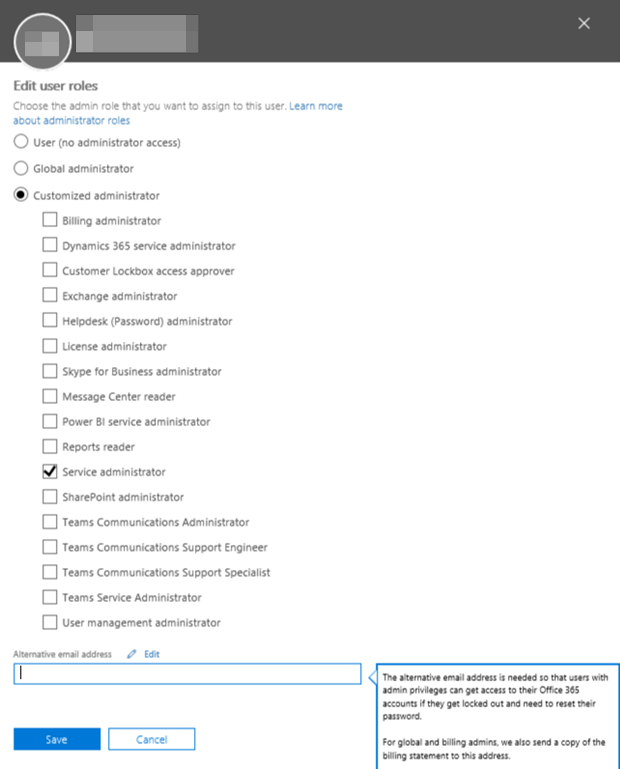 Edit user roles
Choose the admin role that you want to assign to this user. Learn more
about administrator roles
User (no administrator access)
Global administrator
Customized administrator
Billing administrator
Dynamics 365 service administrator
Customer Lockbox access approver
Exchange administrator
Helpdesk (Password) administrator
License administrator
Skype for Business administrator
Message Center reader
Power BI service administrator
Reports reader
Service administrator
SharePoint administrator
Teams Communications Administrator
Teams Communications Support Engineer
Teams Communications Support Specialist
Teams Service Administrator
User management administrator
Alternative email address Edit
The alternative email address is needed so that users with
admin privileges can get access to their Office 365
accounts if they get locked out and need to reset their
password.
For global and billing admins, we also send a copy of the
billing statement to this address.
Save Cancel